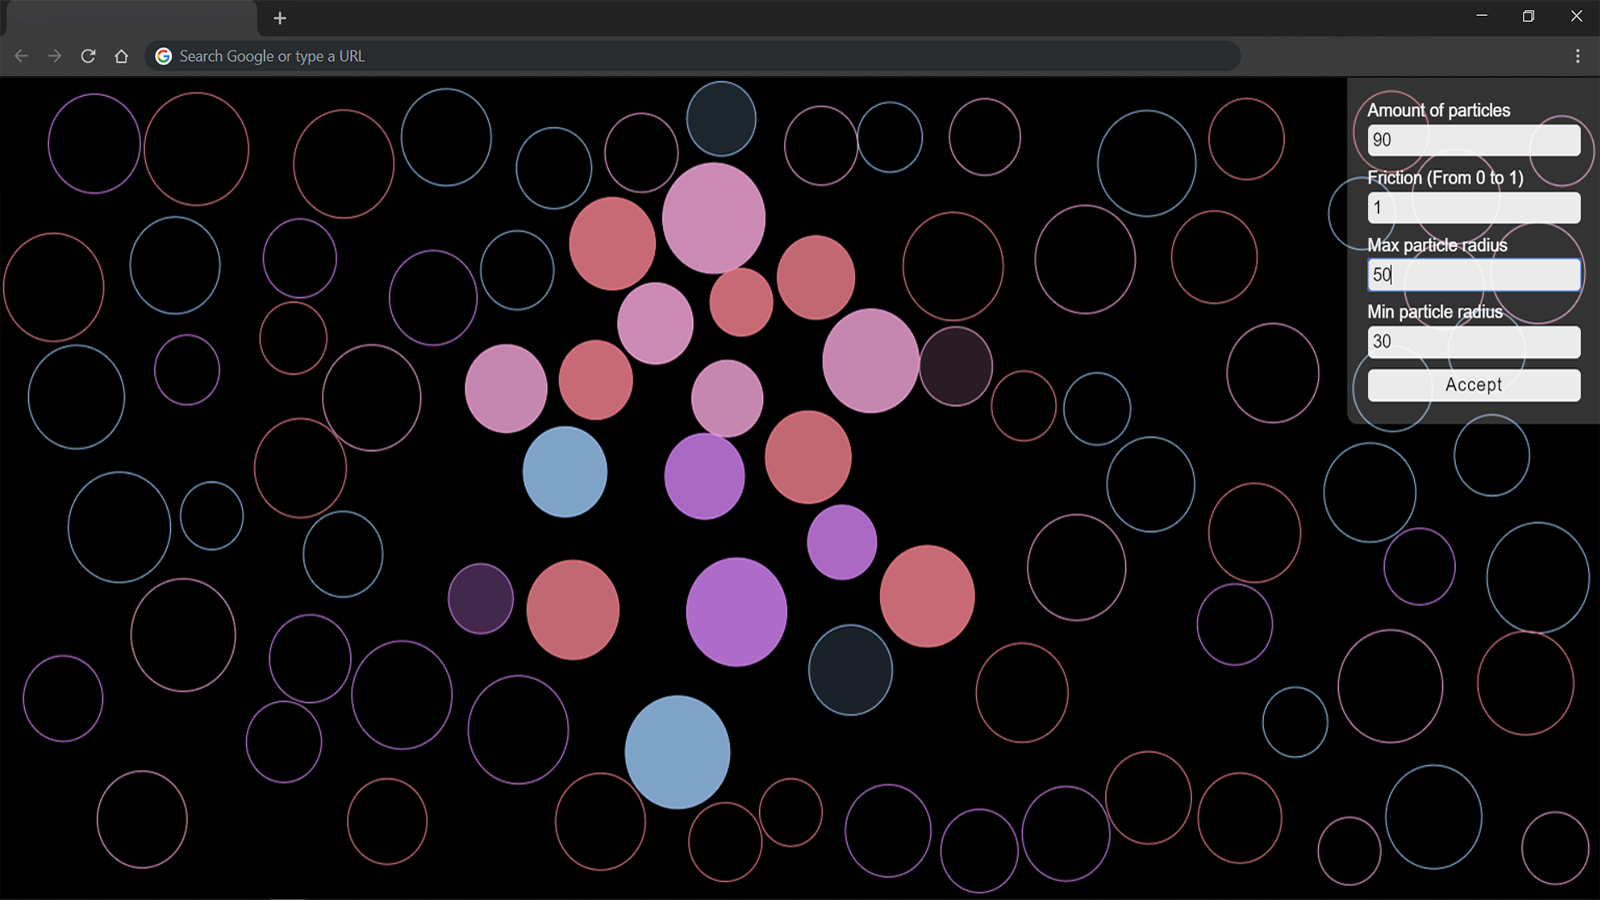 Search Google or type a URL
Amount of particles
90
Friction (From 0 to 1)
1
Max particle radius
50
Min particle radius
30
Accept